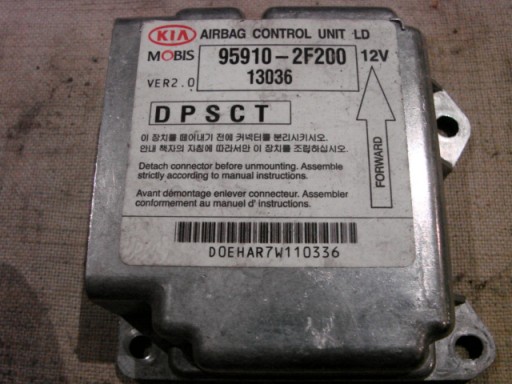 KIA AIRBAG CONTROL UNIT LD
MOBIS 95910-2F200 12V
VER2.0 13036
DPSCT
이 장치를 떼어내기 전에 커넥터를 분리시키시오.
안내 책자의 지침에 따라서만 이 장치를 조립하십시오.
Detach connector before unmounting. Assemble
strictly according to manual instructions.
Avant démontage enlever connecteur. Assembler
conformement au manuel d' instructions.
FORWARD
DOEHAR7W110336